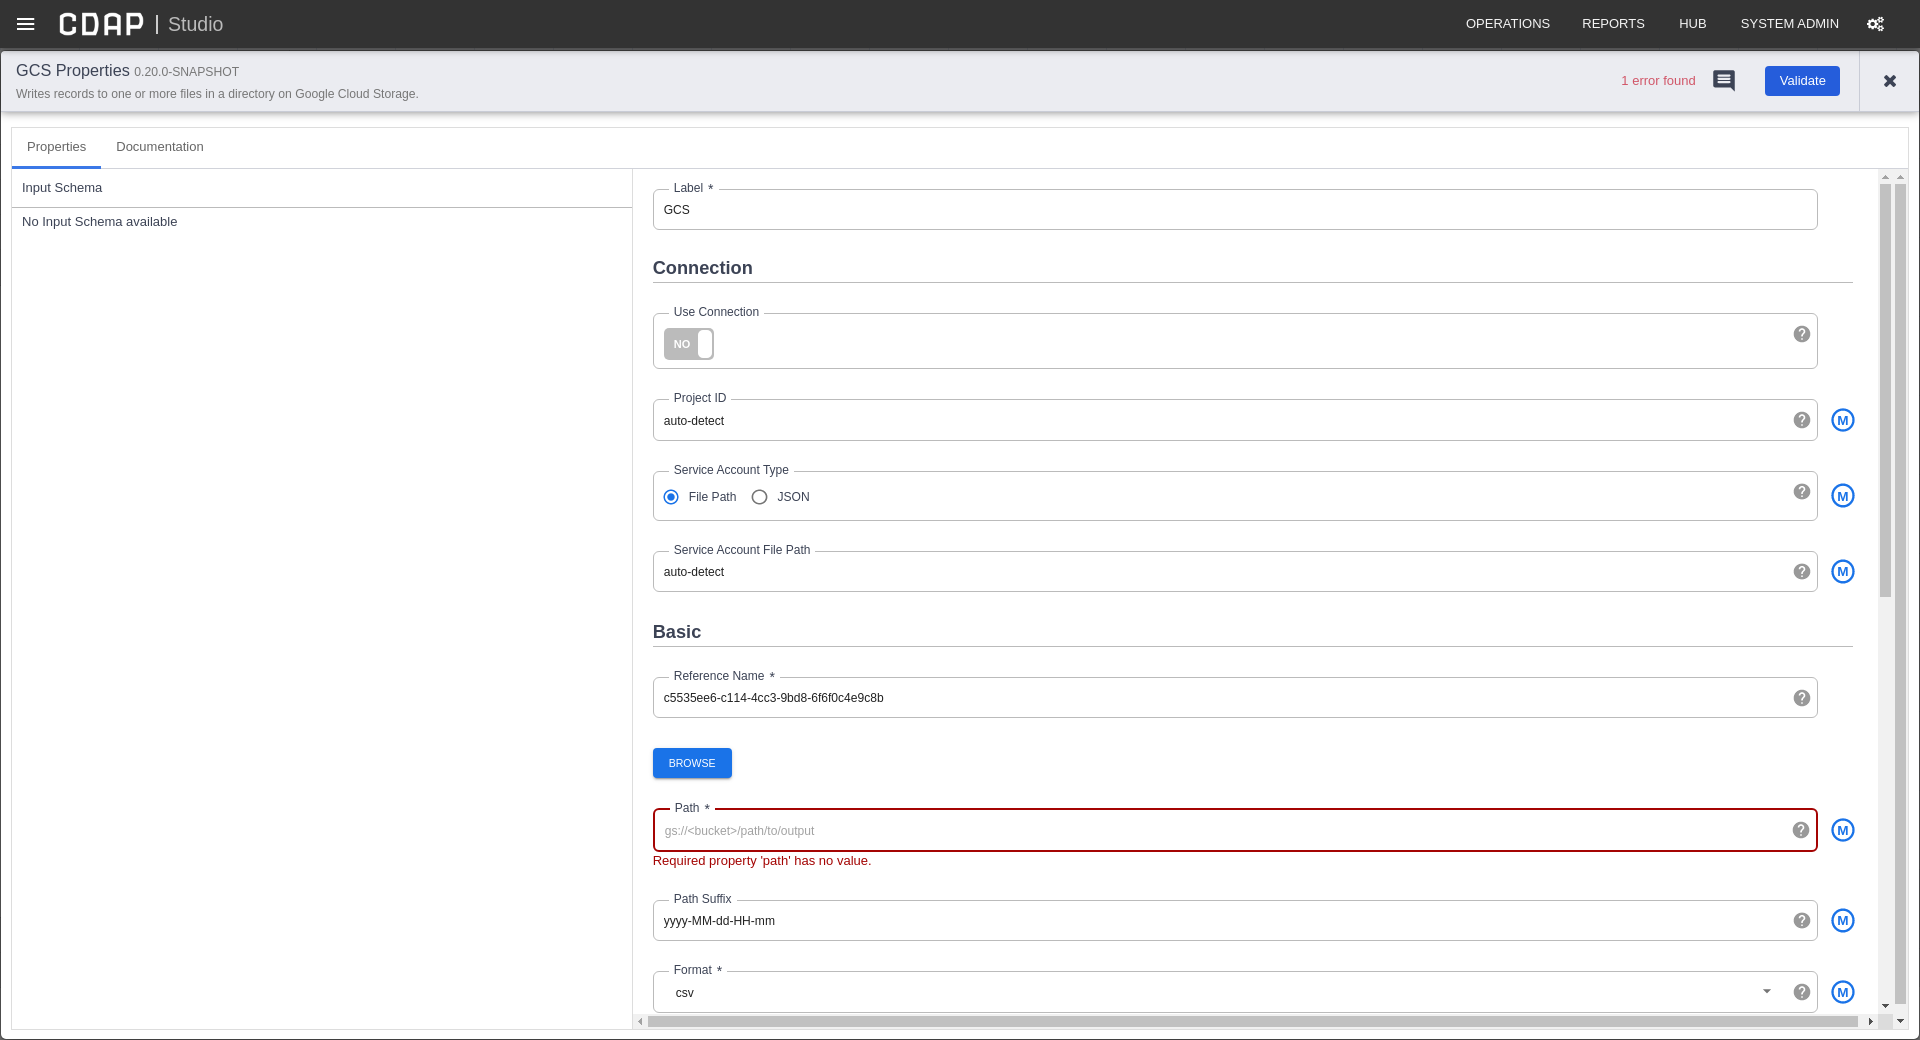 CDAP | Studio
OPERATIONS REPORTS HUB SYSTEM ADMIN
GCS Properties 0.20.0-SNAPSHOT
Writes records to one or more files in a directory on Google Cloud Storage.
1 error found
Validate
Properties Documentation
Input Schema
No Input Schema available
Label *
GCS
Connection
Use Connection
NO
Project ID
auto-detect
M
Service Account Type
File Path JSON
M
Service Account File Path
auto-detect
M
Basic
Reference Name *
c5535ee6-c114-4cc3-9bd8-6f6f0c4e9c8b
BROWSE
Path *
gs://<bucket>/path/to/output
M
Required property 'path' has no value.
Path Suffix
yyyy-MM-dd-HH-mm
M
Format *
csv
M